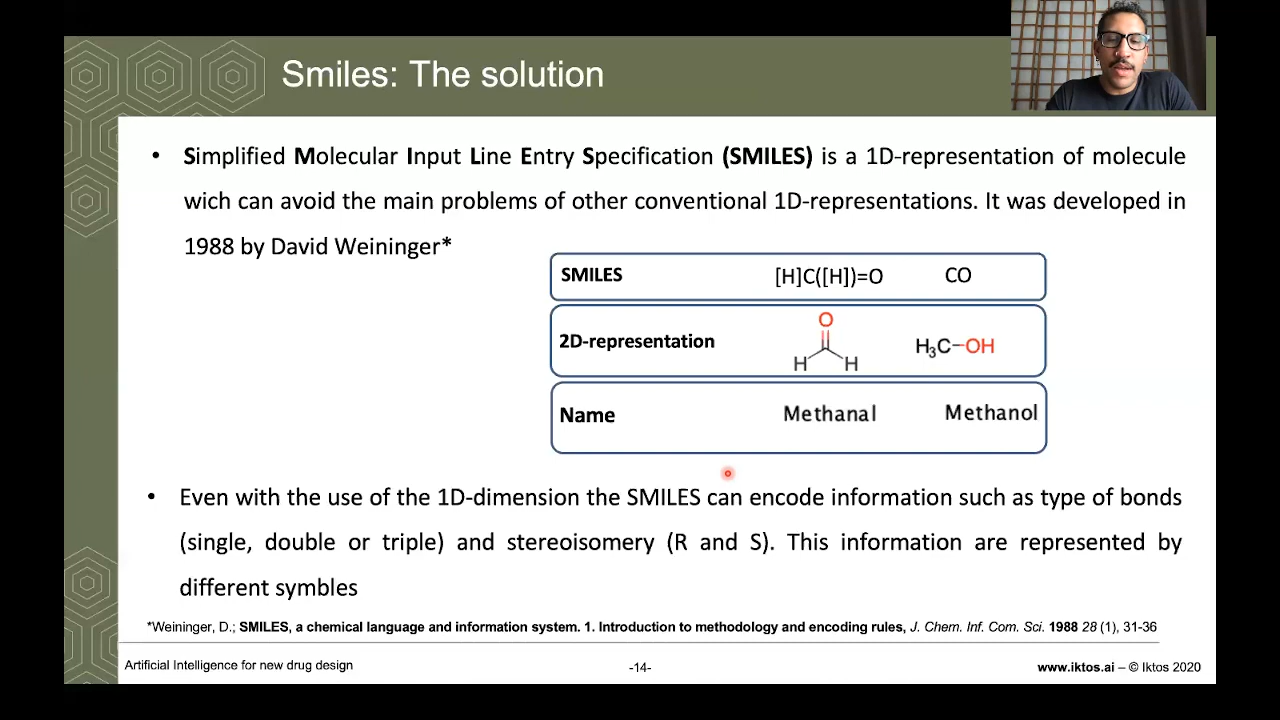 Smiles: The solution
• Simplified Molecular Input Line Entry Specification (SMILES) is a 1D-representation of molecule
wich can avoid the main problems of other conventional 1D-representations. It was developed in
1988 by David Weininger*
SMILES [H]C([H])=O CO
2D-representation O H H H₃C–OH
Name Methanal Methanol
• Even with the use of the 1D-dimension the SMILES can encode information such as type of bonds
(single, double or triple) and stereoisomery (R and S). This information are represented by
different symbles
*Weininger, D.; SMILES, a chemical language and information system. 1. Introduction to methodology and encoding rules, J. Chem. Inf. Com. Sci. 1988 28 (1), 31-36
Artificial Intelligence for new drug design -14- www.iktos.ai – © Iktos 2020